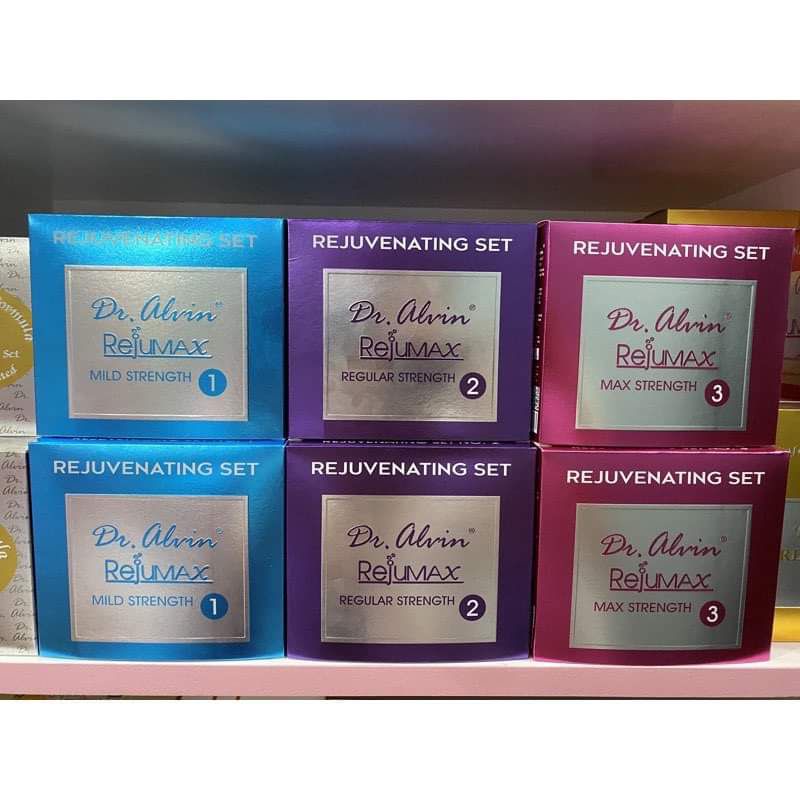 REJUVENATING SET
Dr. Alvin®
RejuMAX
MILD STRENGTH 1
REJUVENATING SET
Dr. Alvin®
RejuMAX
REGULAR STRENGTH 2
REJUVENATING SET
Dr. Alvin®
RejuMAX
MAX STRENGTH 3
REJUVENATING SET
Dr. Alvin®
RejuMAX
MILD STRENGTH 1
REJUVENATING SET
Dr. Alvin®
RejuMAX
REGULAR STRENGTH 2
REJUVENATING SET
Dr. Alvin®
RejuMAX
MAX STRENGTH 3
formula
Set